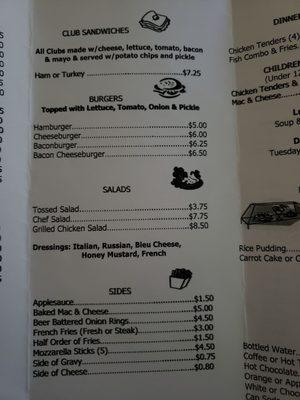 CLUB SANDWICHES
All Clubs made w/cheese, lettuce, tomato, bacon
& mayo & served w/potato chips and pickle
Ham or Turkey $7.25
BURGERS
Topped with Lettuce, Tomato, Onion & Pickle
Hamburger $5.00
Cheeseburger $6.00
Baconburger $6.25
Bacon Cheeseburger $6.50
SALADS
Tossed Salad $3.75
Chef Salad $7.75
Grilled Chicken Salad $8.50
Dressings: Italian, Russian, Bleu Cheese,
Honey Mustard, French
SIDES
Applesauce $1.50
Baked Mac & Cheese $5.00
Beer Battered Onion Rings $4.50
French Fries (Fresh or Steak) $3.00
Half Order of Fries $1.50
Mozzarella Sticks (5) $4.50
Side of Gravy $0.75
Side of Cheese $0.80
DINNE
Chicken Tenders (4)
Fish Combo & Fries
CHILDREN
(Under 12
Chicken Tenders &
Mac & Cheese
Soup &
Tuesday
Rice Pudding
Carrot Cake or C
Bottled Water
Coffee or Hot T
Hot Chocolate
Orange or App
White or Choc
Can Soda